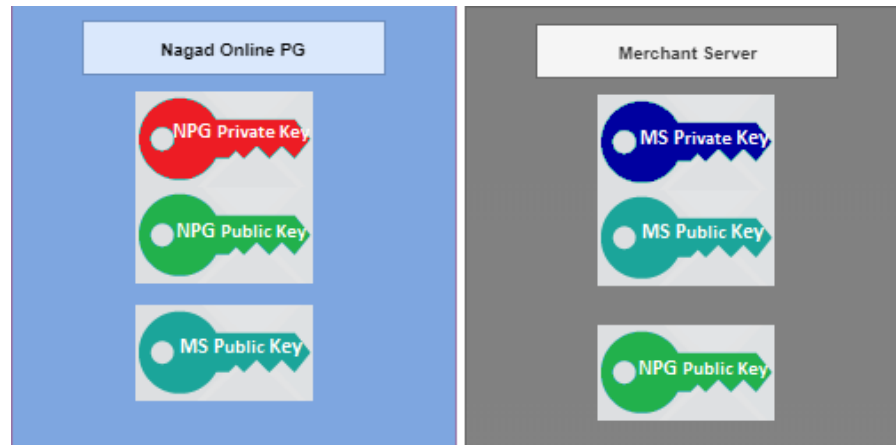 Nagad Online PG
NPG Private Key
NPG Public Key
MS Public Key
Merchant Server
MS Private Key
MS Public Key
NPG Public Key